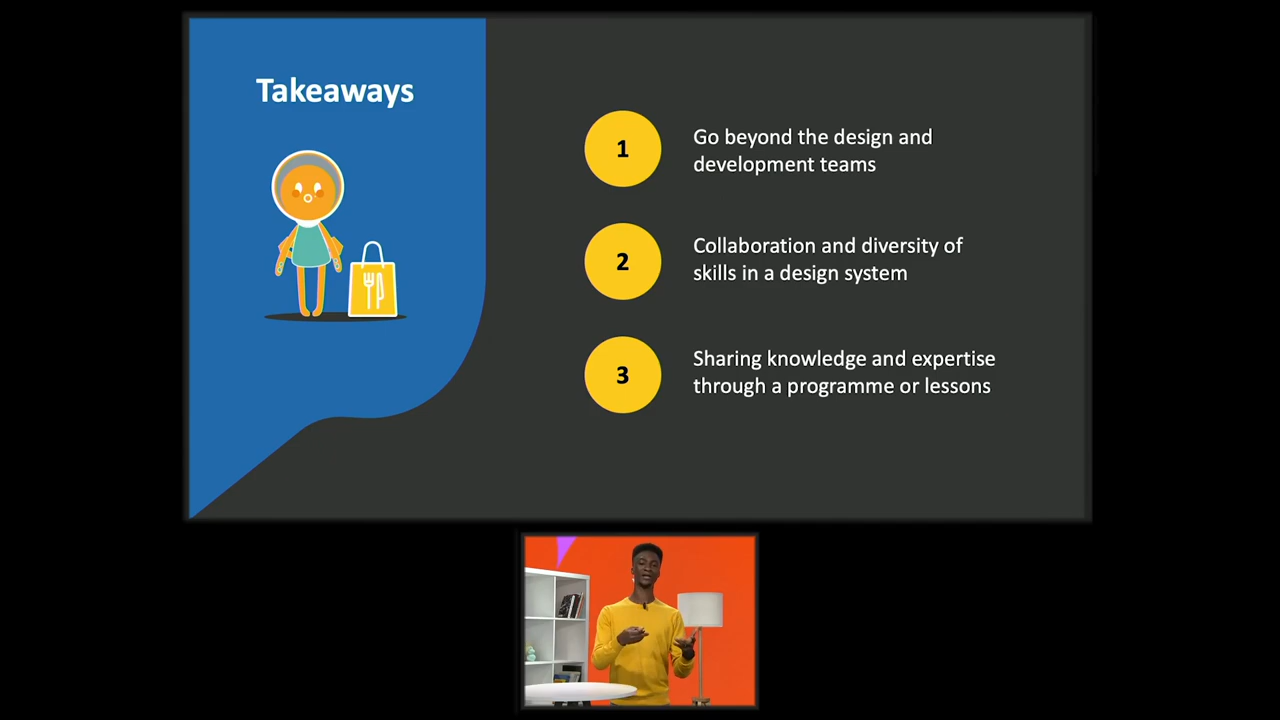 Takeaways
1
Go beyond the design and
development teams
2
Collaboration and diversity of
skills in a design system
3
Sharing knowledge and expertise
through a programme or lessons